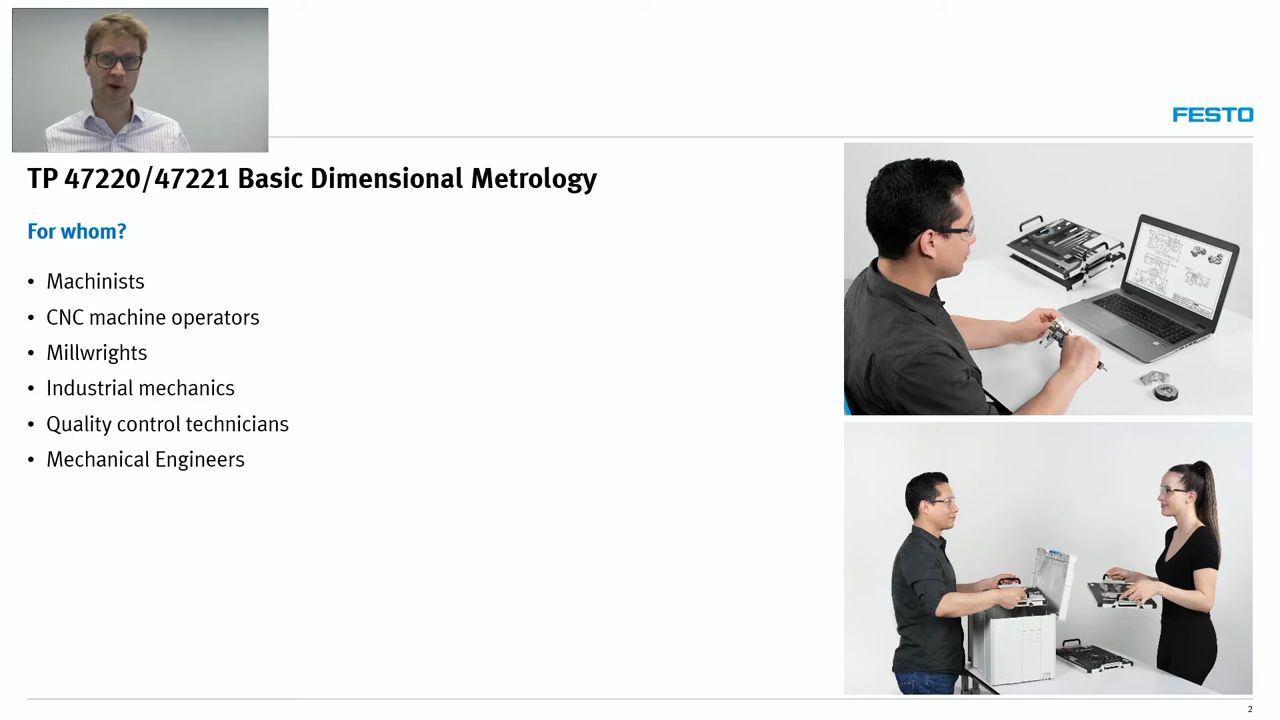 FESTO
TP 47220/47221 Basic Dimensional Metrology
For whom?
• Machinists
• CNC machine operators
• Millwrights
• Industrial mechanics
• Quality control technicians
• Mechanical Engineers
2